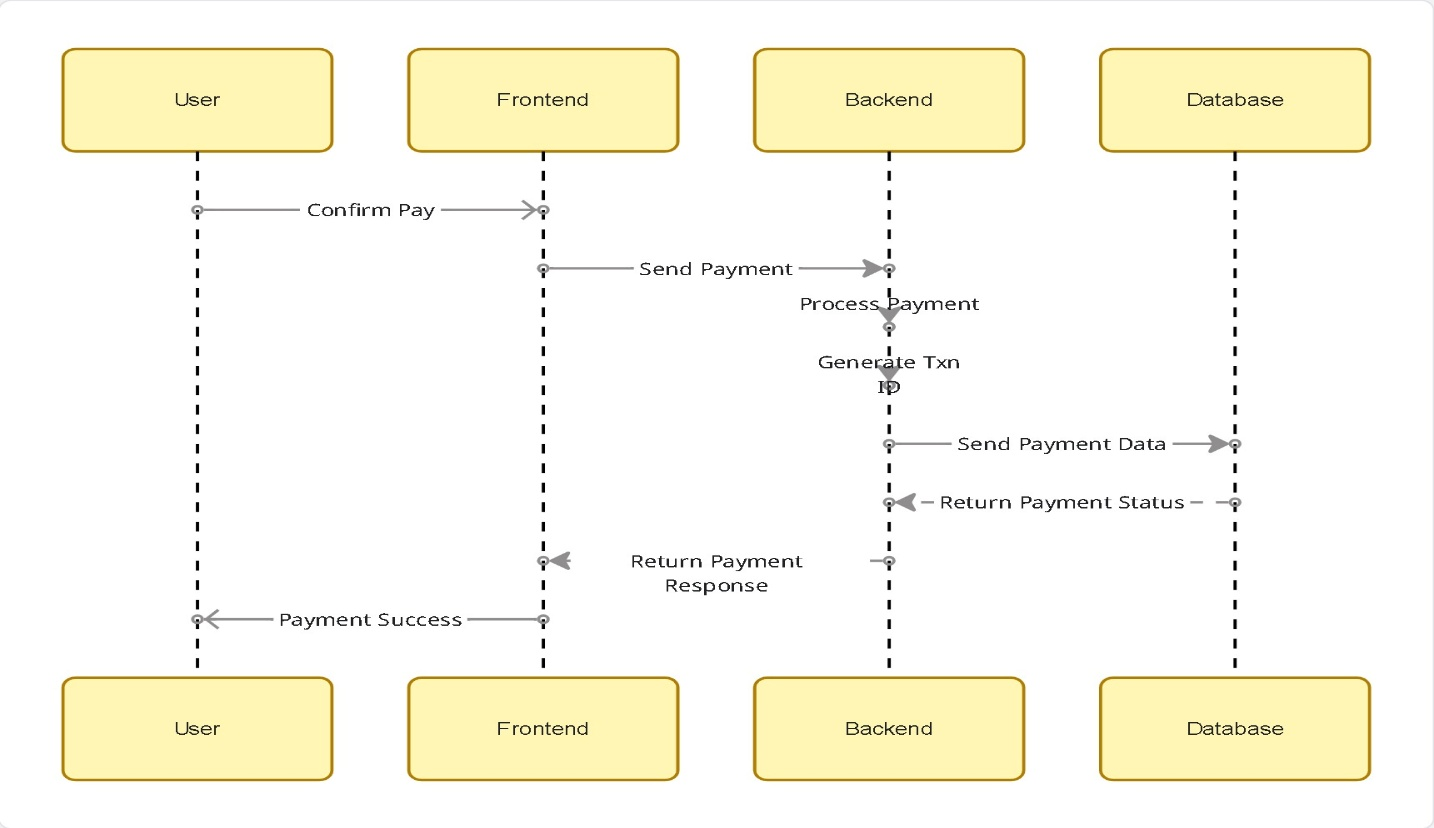 User
Frontend
Backend
Database
Confirm Pay
Send Payment
Process Payment
Generate Txn
ID
Send Payment Data
Return Payment Status
Return Payment
Response
Payment Success
User
Frontend
Backend
Database